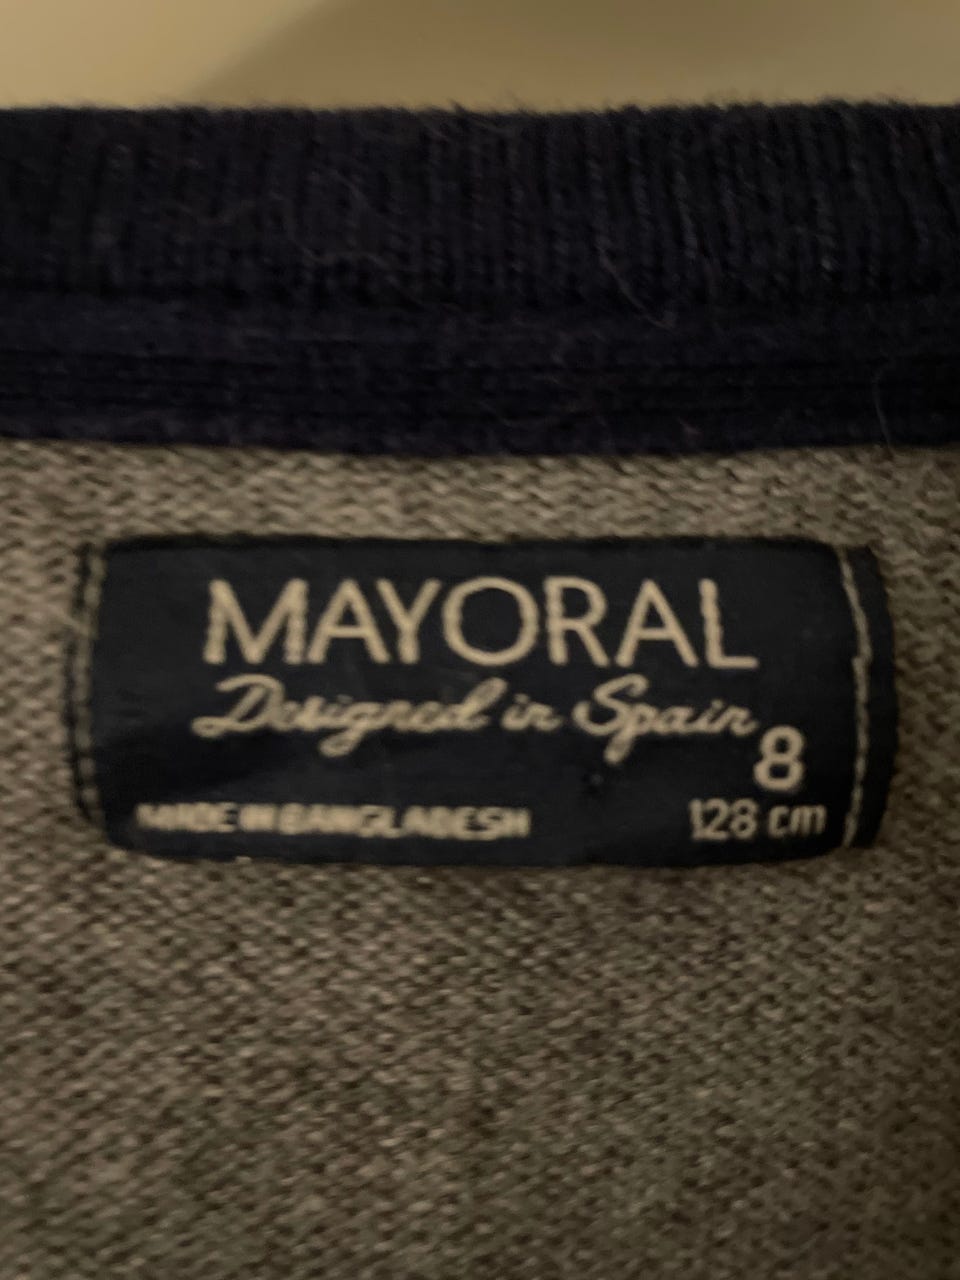 MAYORAL
Designed in Spain
8
MADE IN BANGLADESH
128 cm